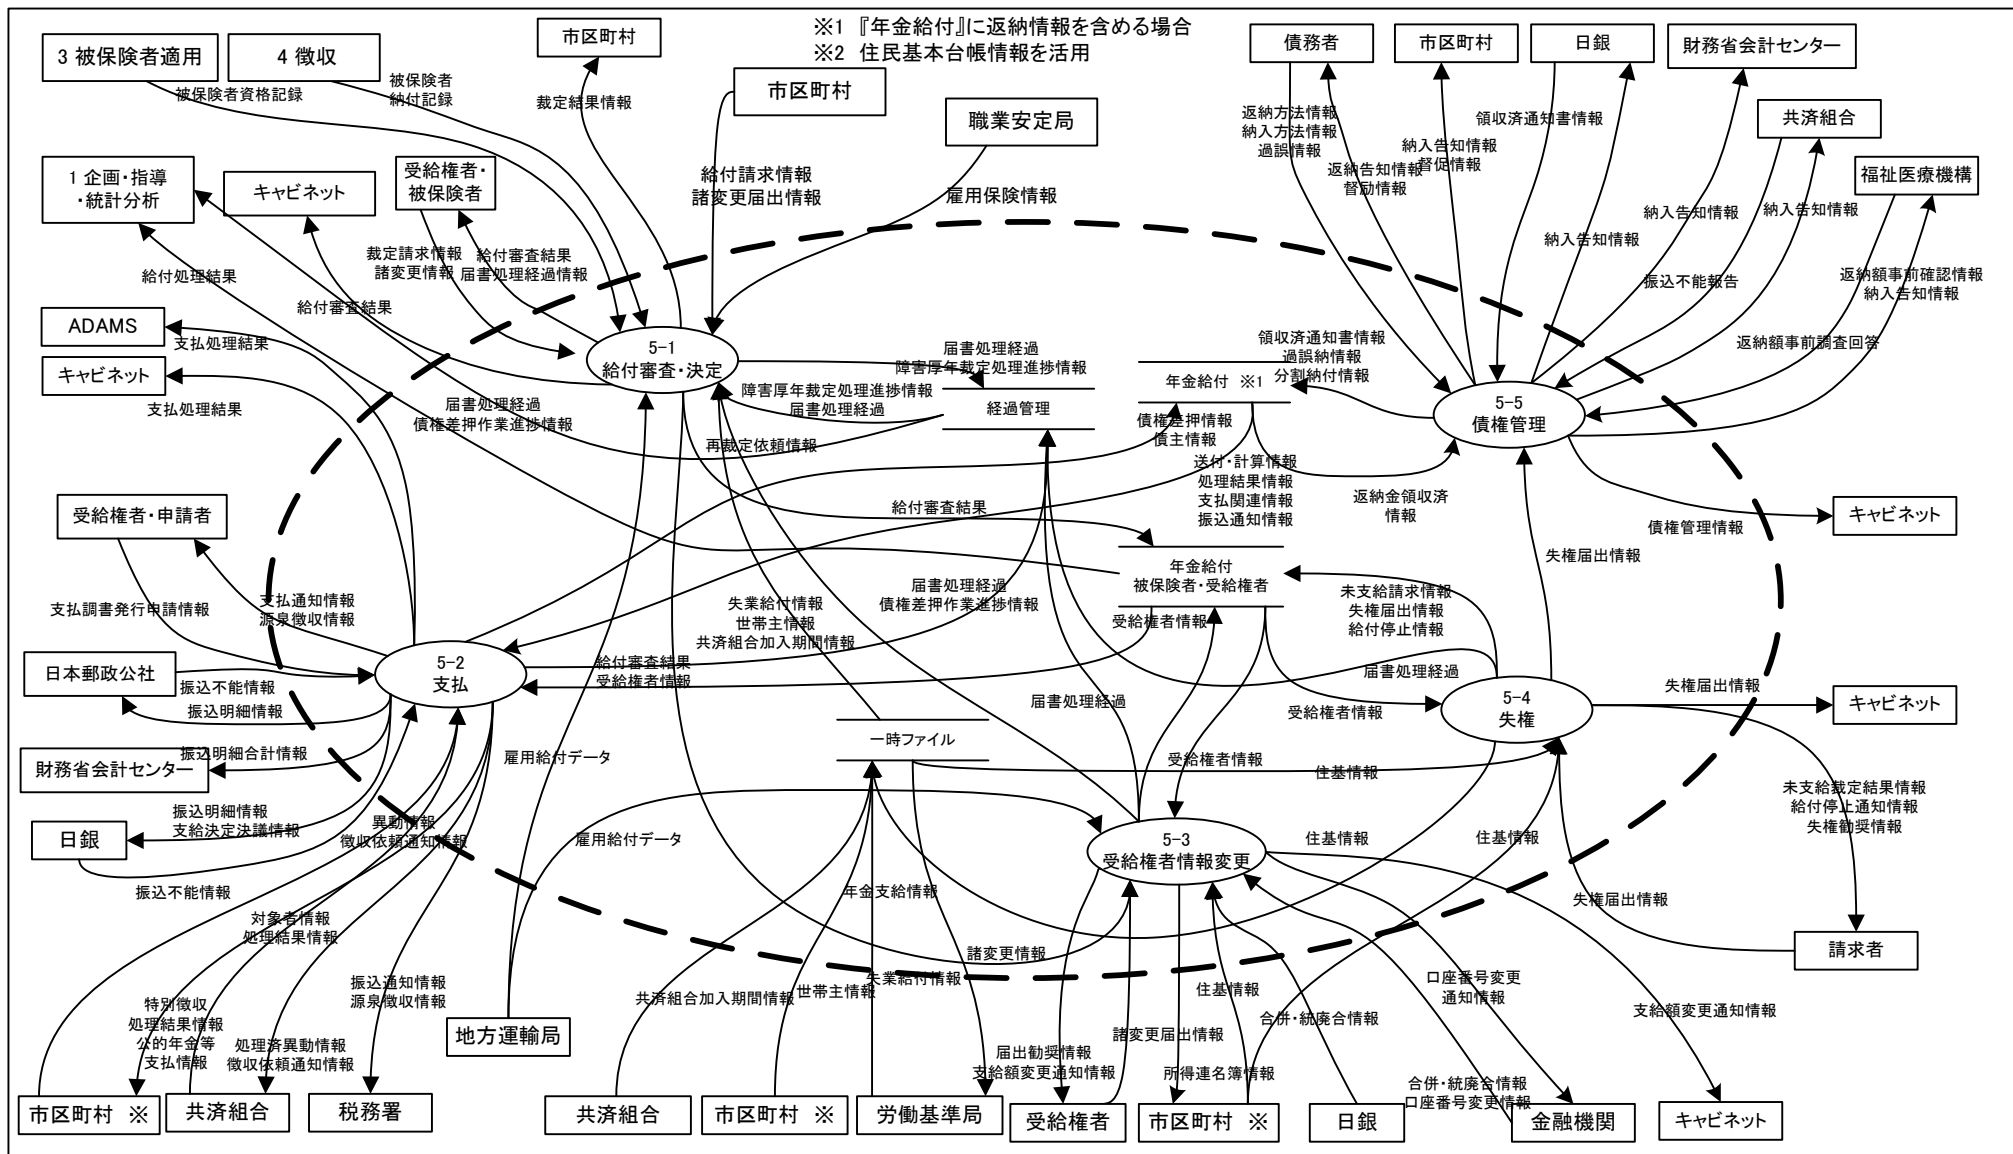 ※1 『年金給付』に返納情報を含める場合
※2 住民基本台帳情報を活用
3 被保険者適用
4 徴収
市区町村
市区町村
職業安定局
債務者
市区町村
日銀
財務省会計センター
共済組合
福祉医療機構
被保険者資格記録
被保険者
納付記録
裁定結果情報
給付請求情報
諸変更届出情報
雇用保険情報
返納方法情報
納入方法情報
過誤情報
返納告知情報
督励情報
納入告知情報
督促情報
領収済通知書情報
納入告知情報
納入告知情報
納入告知情報
振込不能報告
返納額事前確認情報
納入告知情報
返納額事前調査回答
1 企画・指導
・統計分析
キャビネット
受給権者・
被保険者
裁定請求情報
諸変更情報
給付審査結果
届書処理経過情報
給付処理結果
給付審査結果
ADAMS
支払処理結果
キャビネット
支払処理結果
5-1
給付審査・決定
届書処理経過
障害厚年裁定処理進捗情報
障害厚年裁定処理進捗情報
届書処理経過
経過管理
再裁定依頼情報
届書処理経過
債権差押作業進捗情報
年金給付 ※1
領収済通知書情報
過誤納情報
分割納付情報
債権差押情報
債主情報
送付・計算情報
処理結果情報
支払関連情報
振込通知情報
返納金領収済
情報
5-5
債権管理
キャビネット
債権管理情報
失権届出情報
給付審査結果
年金給付
被保険者・受給権者
受給権者情報
未支給請求情報
失権届出情報
給付停止情報
届書処理経過
債権差押作業進捗情報
失業給付情報
世帯主情報
共済組合加入期間情報
受給権者・申請者
支払調書発行申請情報
支払通知情報
源泉徴収情報
5-2
支払
給付審査結果
受給権者情報
日本郵政公社
振込不能情報
振込明細情報
財務省会計センター
振込明細合計情報
日銀
振込明細情報
支給決定決議情報
振込不能情報
異動情報
徴収依頼通知情報
対象者情報
処理結果情報
届書処理経過
届書処理経過
受給権者情報
5-4
失権
失権届出情報
キャビネット
一時ファイル
受給権者情報
住基情報
雇用給付データ
雇用給付データ
5-3
受給権者情報変更
住基情報
住基情報
未支給裁定結果情報
給付停止通知情報
失権勧奨情報
失権届出情報
請求者
年金支給情報
諸変更情報
失業給付情報
世帯主情報
共済組合加入期間情報
住基情報
口座番号変更
通知情報
支給額変更通知情報
合併・統廃合情報
諸変更届出情報
届出勧奨情報
支給額変更通知情報
所得連名簿情報
合併・統廃合情報
口座番号変更情報
特別徴収
処理結果情報
公的年金等
支払情報
処理済異動情報
徴収依頼通知情報
振込通知情報
源泉徴収情報
地方運輸局
市区町村 ※
共済組合
税務署
共済組合
市区町村 ※
労働基準局
受給権者
市区町村 ※
日銀
金融機関
キャビネット